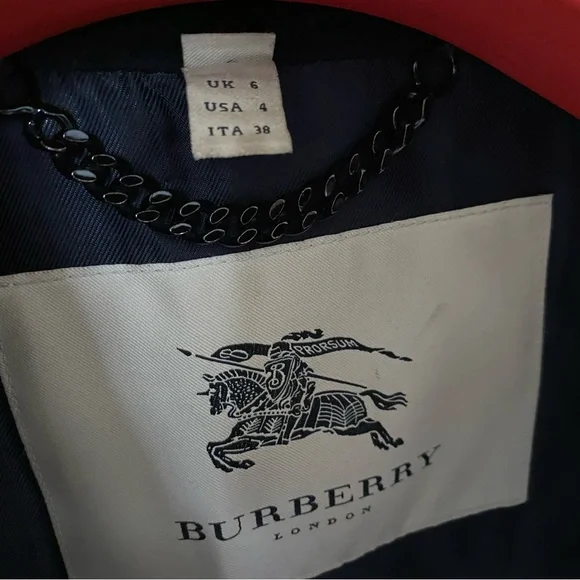 UK 6
USA 4
ITA 38
PRORSUM
B
BURBERRY
LONDON